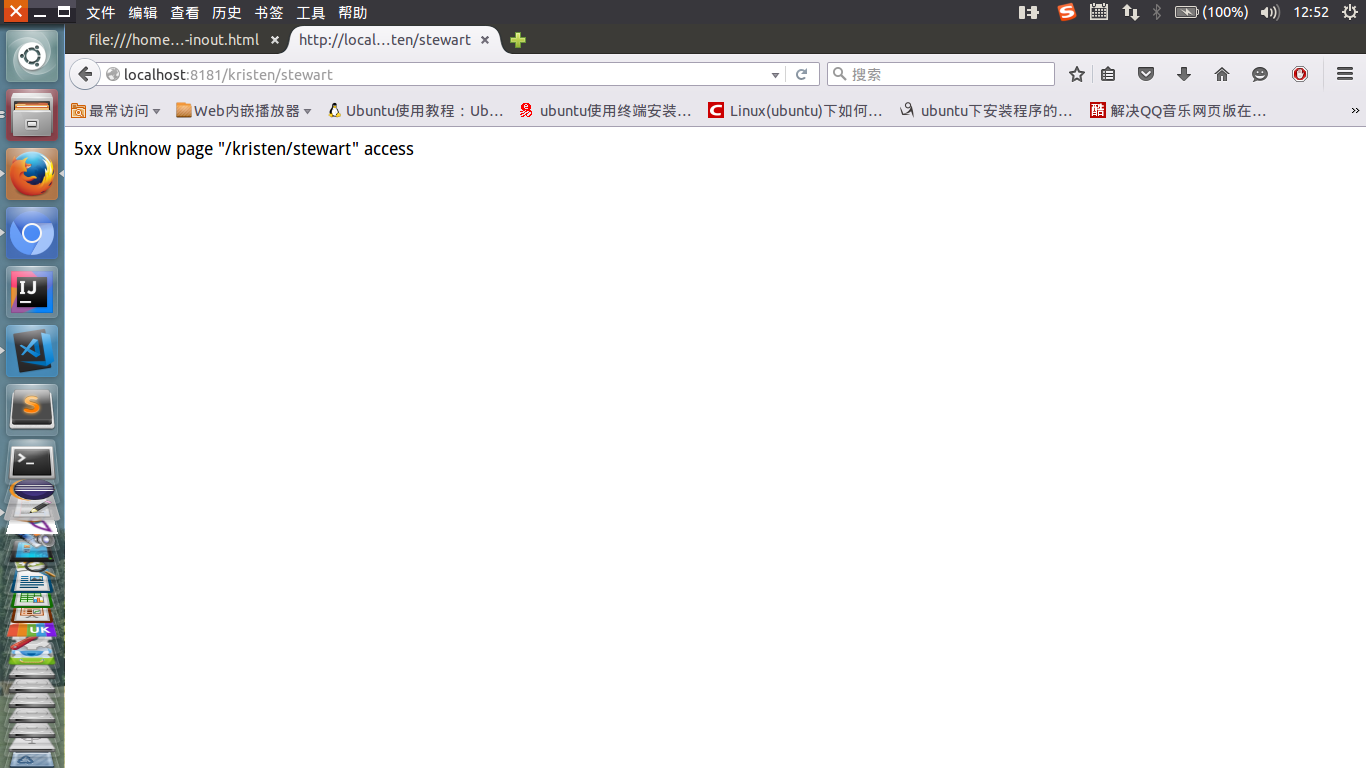 文件 编辑 查看 历史 书签 工具 帮助 (100%) 12:52
file:///home…-inout.html http://local…ten/stewart
localhost:8181/kristen/stewart 搜索
最常访问 Web内嵌播放器 Ubuntu使用教程：Ub… ubuntu使用终端安装… Linux(ubuntu)下如何… ubuntu下安装程序的… 解决QQ音乐网页版在… »
5xx Unknow page "/kristen/stewart" access
IJ
S
>_
UK